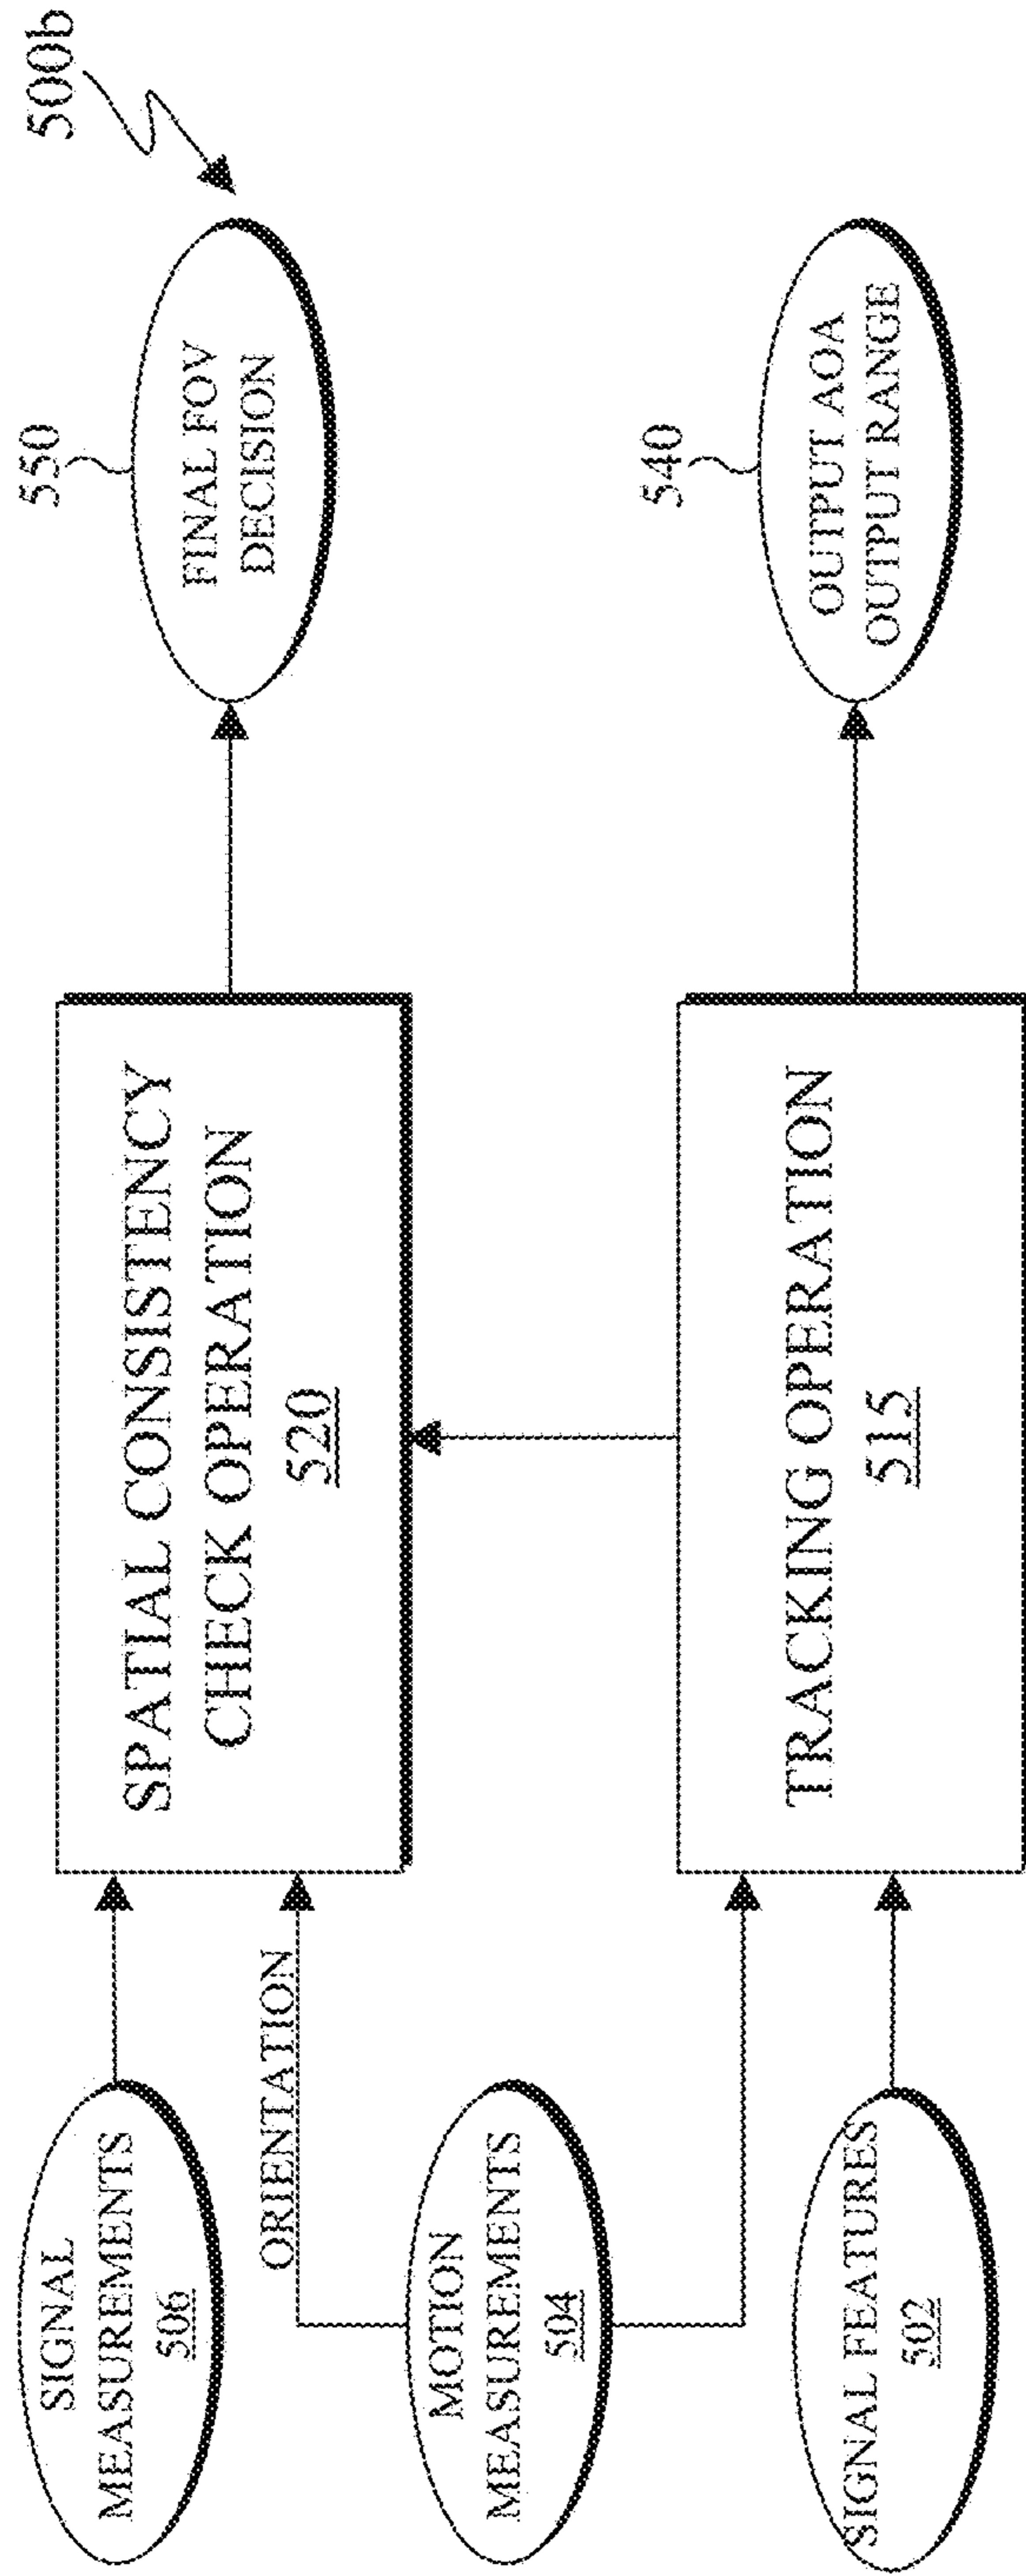 500b
SIGNAL
MEASUREMENTS
506
SPATIAL CONSISTENCY
CHECK OPERATION
520
550
FINAL FOV
DECISION
ORIENTATION
MOTION
MEASUREMENTS
504
SIGNAL FEATURES
502
TRACKING OPERATION
515
540
OUTPUT AOA
OUTPUT RANGE